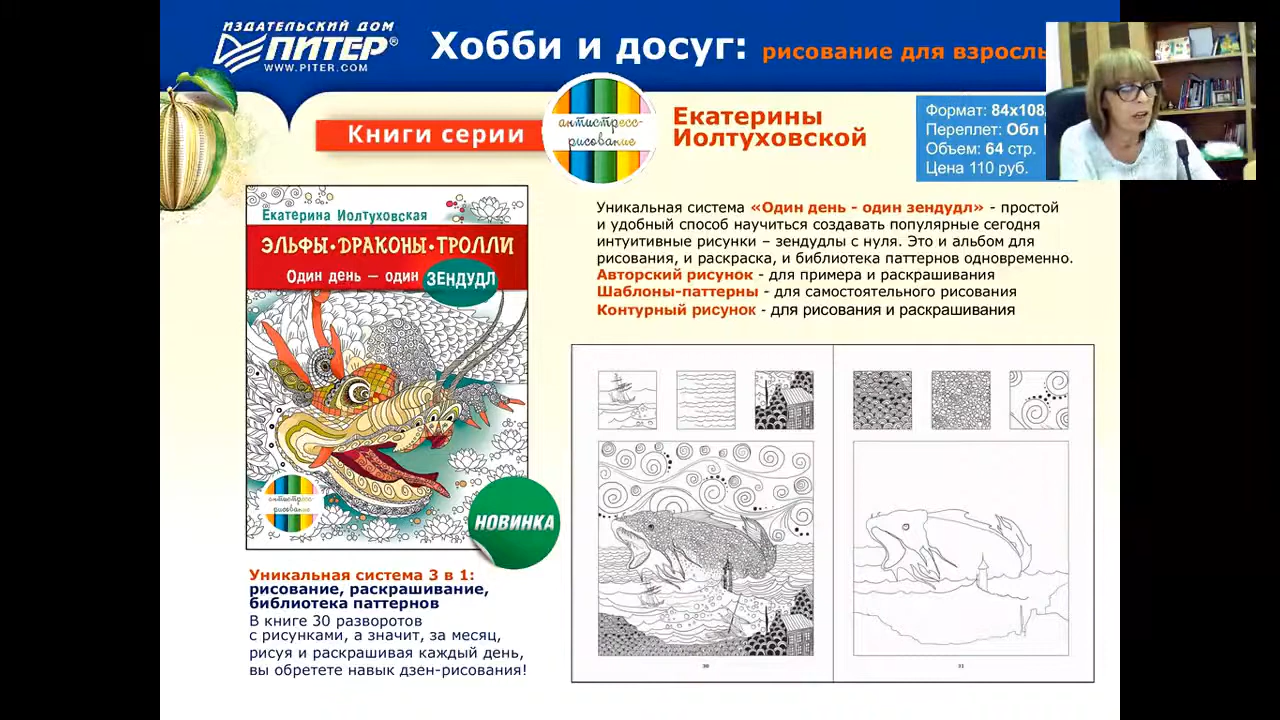 ИЗДАТЕЛЬСКИЙ ДОМ
ПИТЕР®
WWW.PITER.COM
Хобби и досуг: рисование для взрослы
Книги серии
антистресс-
рисование
Екатерины
Иолтуховской
Формат: 84x108
Переплет: Обл
Объем: 64 стр.
Цена 110 руб.
Екатерина Иолтуховская
ЭЛЬФЫ•ДРАКОНЫ•ТРОЛЛИ
Один день – один ЗЕНДУДЛ
антистресс-
рисование
НОВИНКА
Уникальная система «Один день - один зендудл» - простой
и удобный способ научиться создавать популярные сегодня
интуитивные рисунки – зендудлы с нуля. Это и альбом для
рисования, и раскраска, и библиотека паттернов одновременно.
Авторский рисунок - для примера и раскрашивания
Шаблоны-паттерны - для самостоятельного рисования
Контурный рисунок - для рисования и раскрашивания
30
31
Уникальная система 3 в 1:
рисование, раскрашивание,
библиотека паттернов
В книге 30 разворотов
с рисунками, а значит, за месяц,
рисуя и раскрашивая каждый день,
вы обретете навык дзен-рисования!